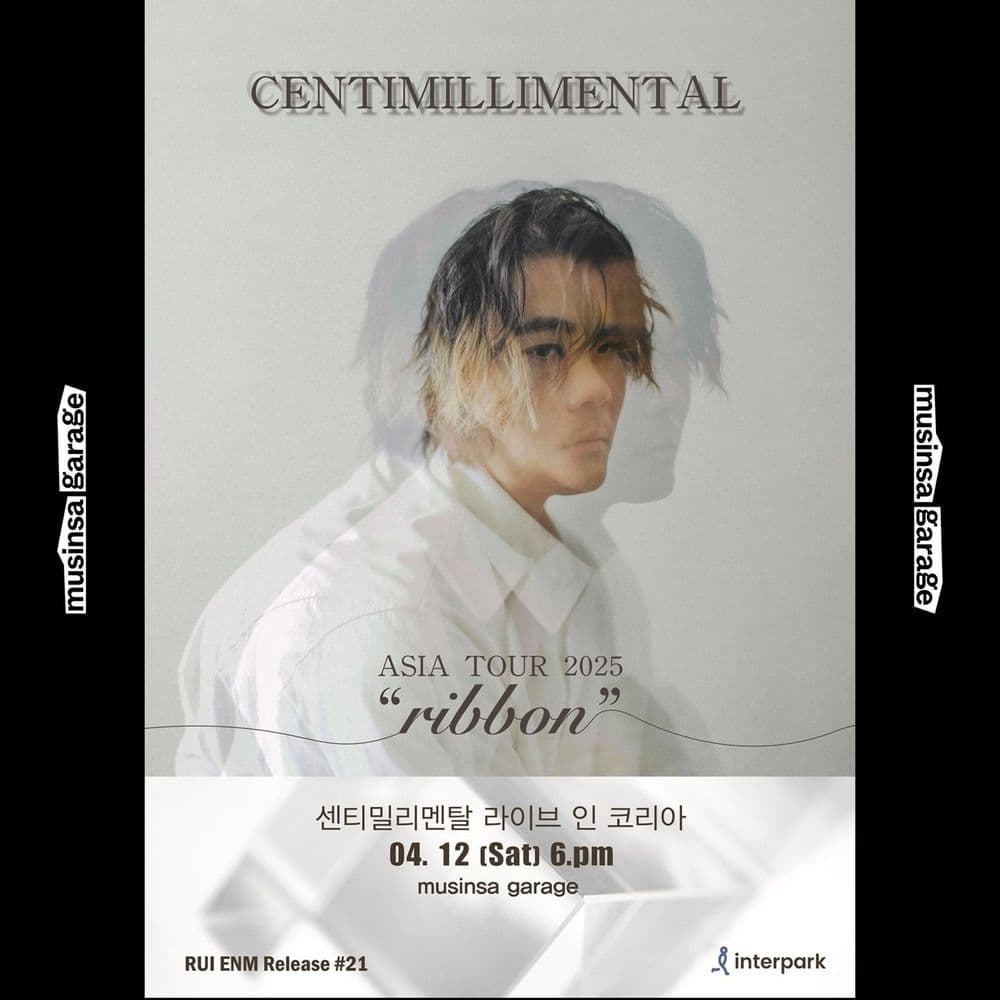 CENTIMILLIMENTAL
musinsa garage
musinsa garage
ASIA TOUR 2025
“ribbon”
센티밀리멘탈 라이브 인 코리아
04. 12 (Sat) 6.pm
musinsa garage
RUI ENM Release #21
interpark